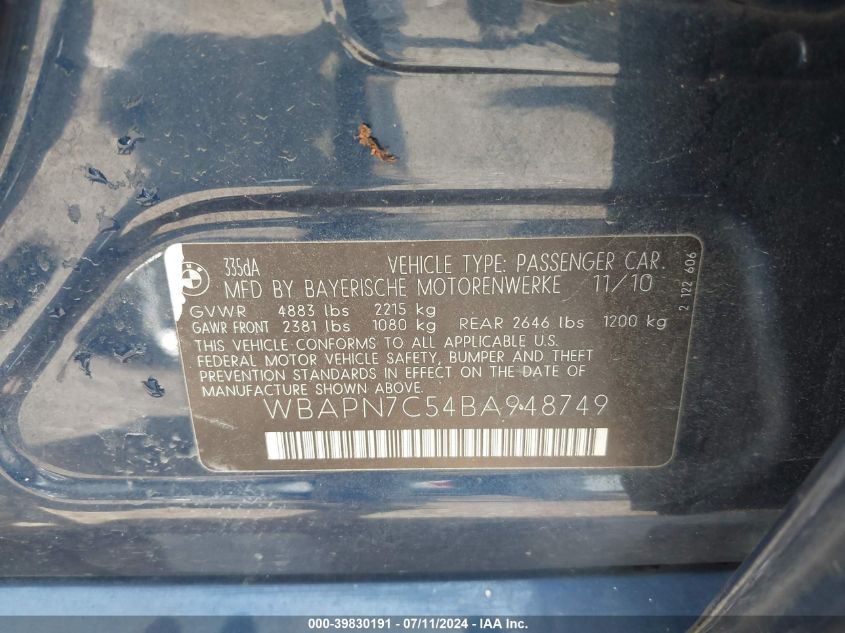 BMW
335dA VEHICLE TYPE: PASSENGER CAR.
MFD BY BAYERISCHE MOTORENWERKE 11/10
GVWR 4883 lbs 2215 kg
GAWR FRONT 2381 lbs 1080 kg REAR 2646 lbs 1200 kg
THIS VEHICLE CONFORMS TO ALL APPLICABLE U.S.
FEDERAL MOTOR VEHICLE SAFETY, BUMPER AND THEFT
PREVENTION STANDARDS IN EFFECT ON THE DATE OF
MANUFACTURE SHOWN ABOVE.
WBAPN7C54BA948749
2 122 606
000-39830191 - 07/11/2024 - IAA Inc.